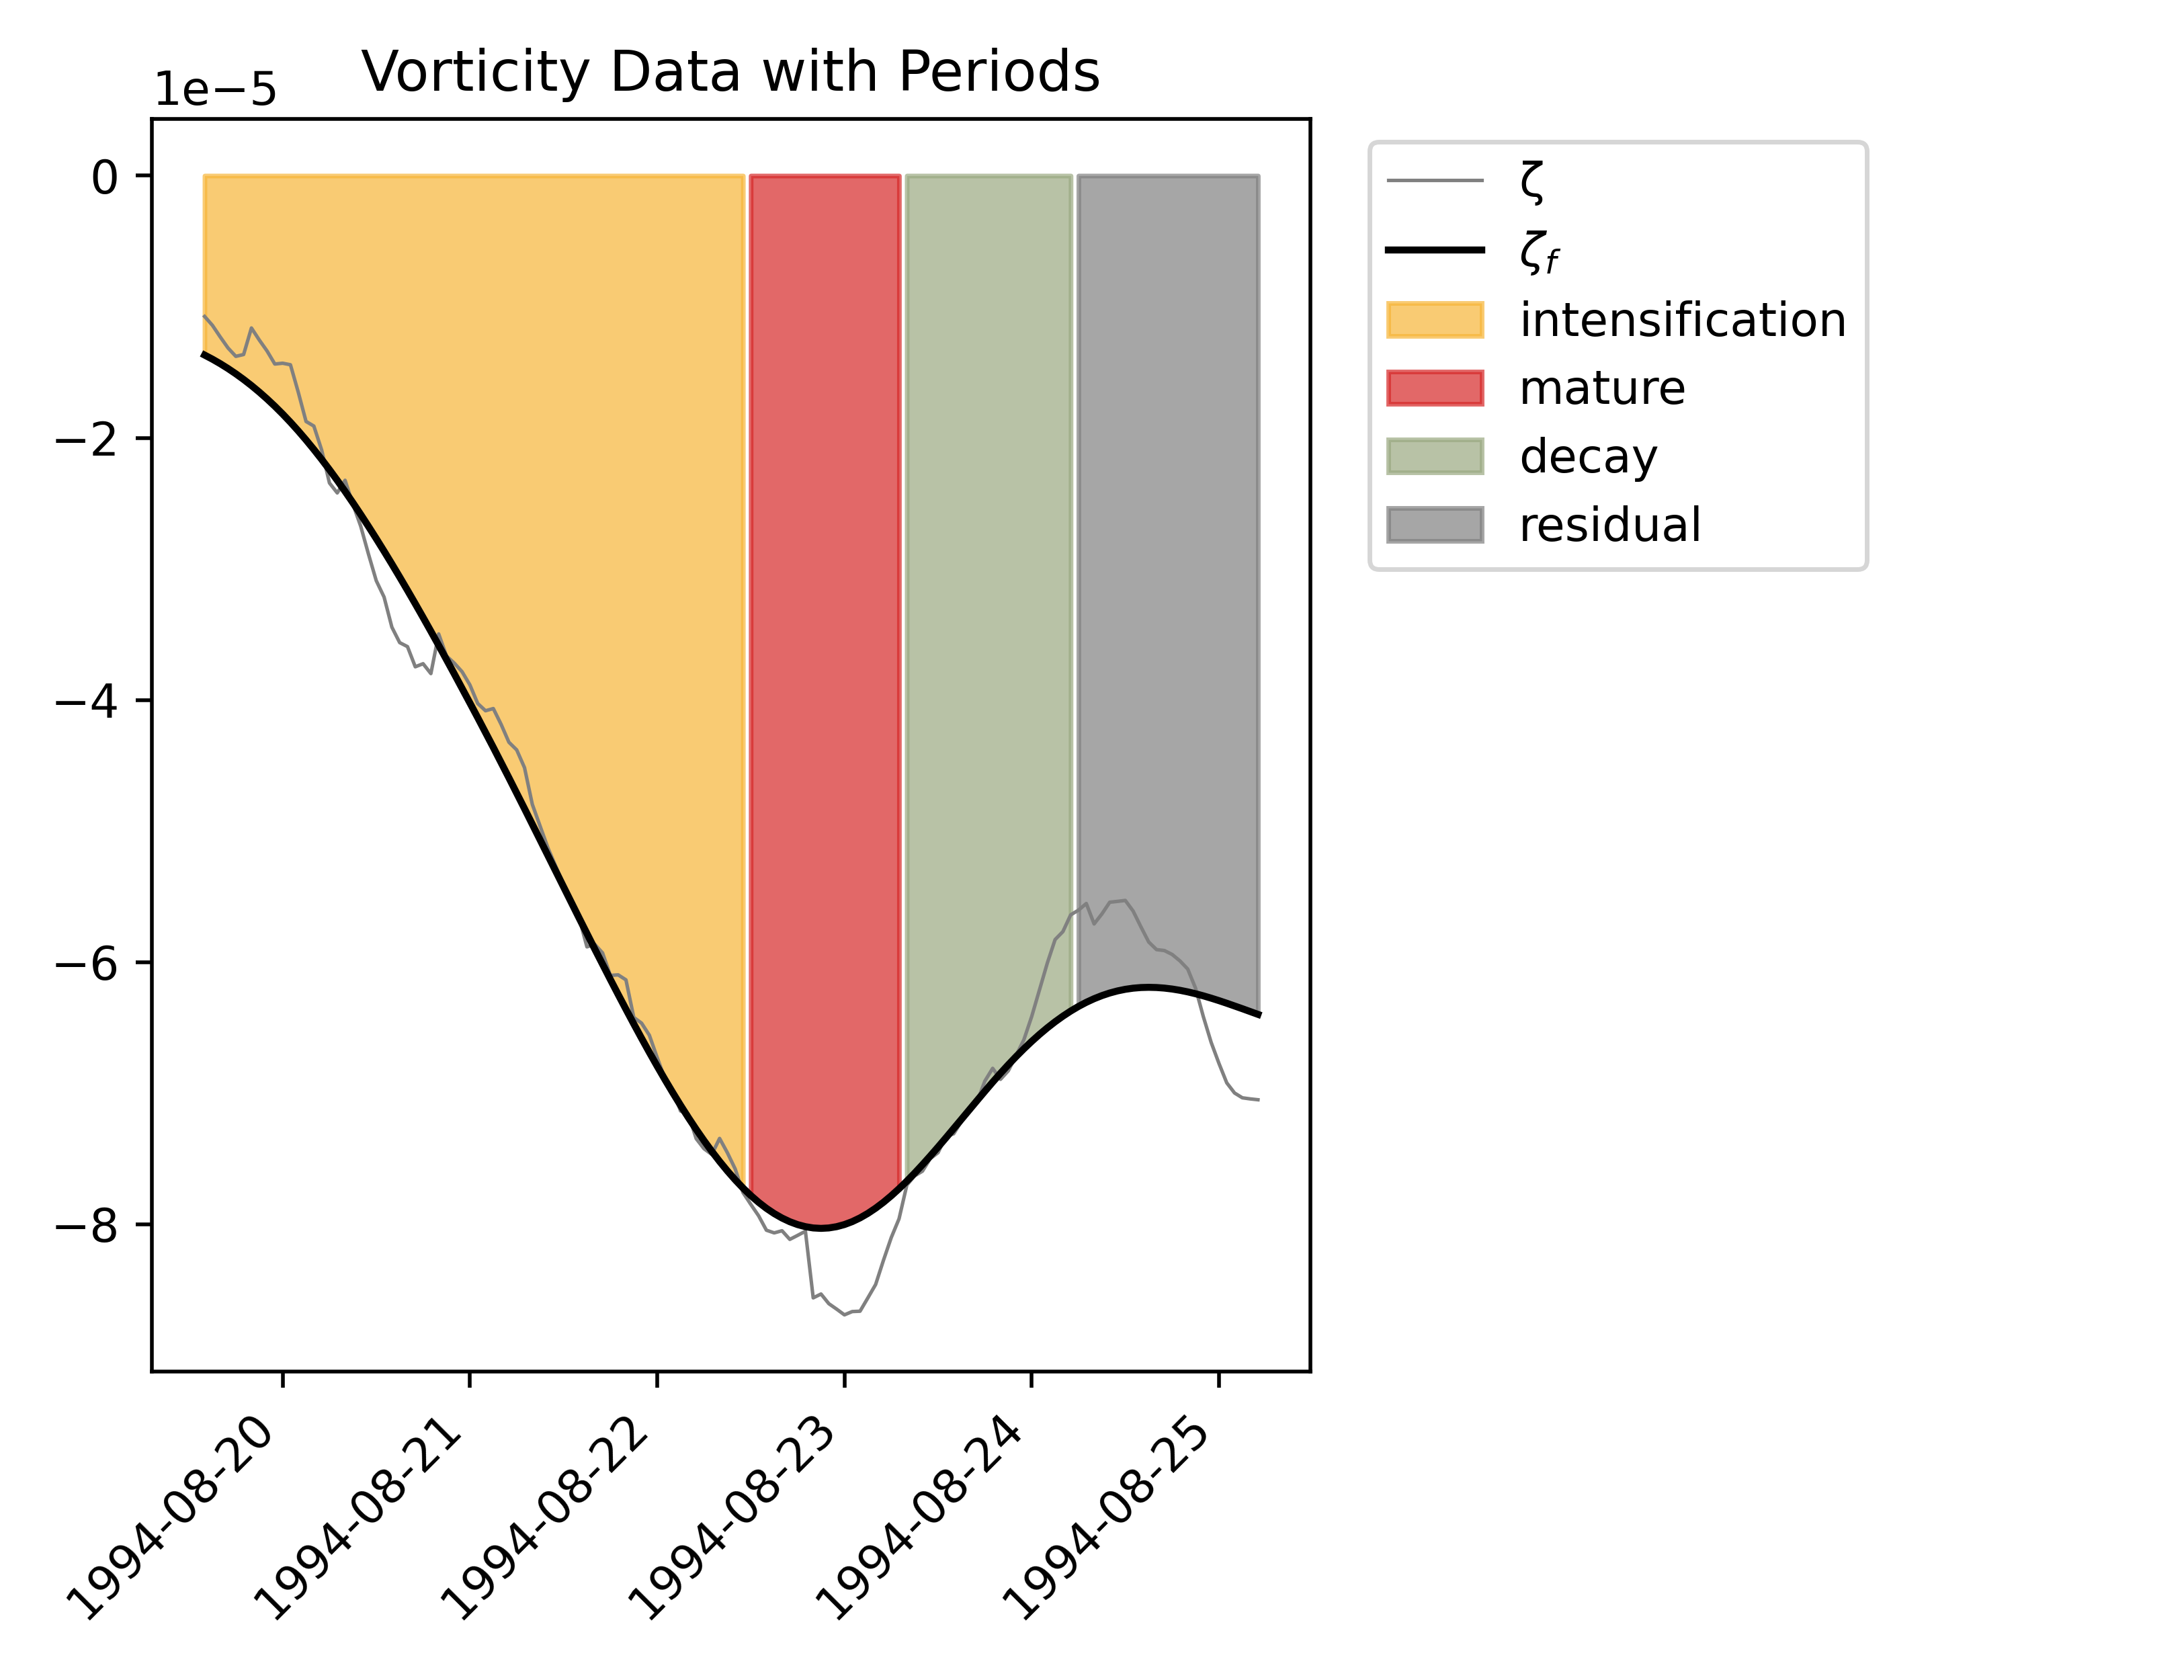 Vorticity Data with Periods
1e−5
0
−2
−4
−6
−8
1994-08-20
1994-08-21
1994-08-22
1994-08-23
1994-08-24
1994-08-25
ζ
ζf
intensification
mature
decay
residual